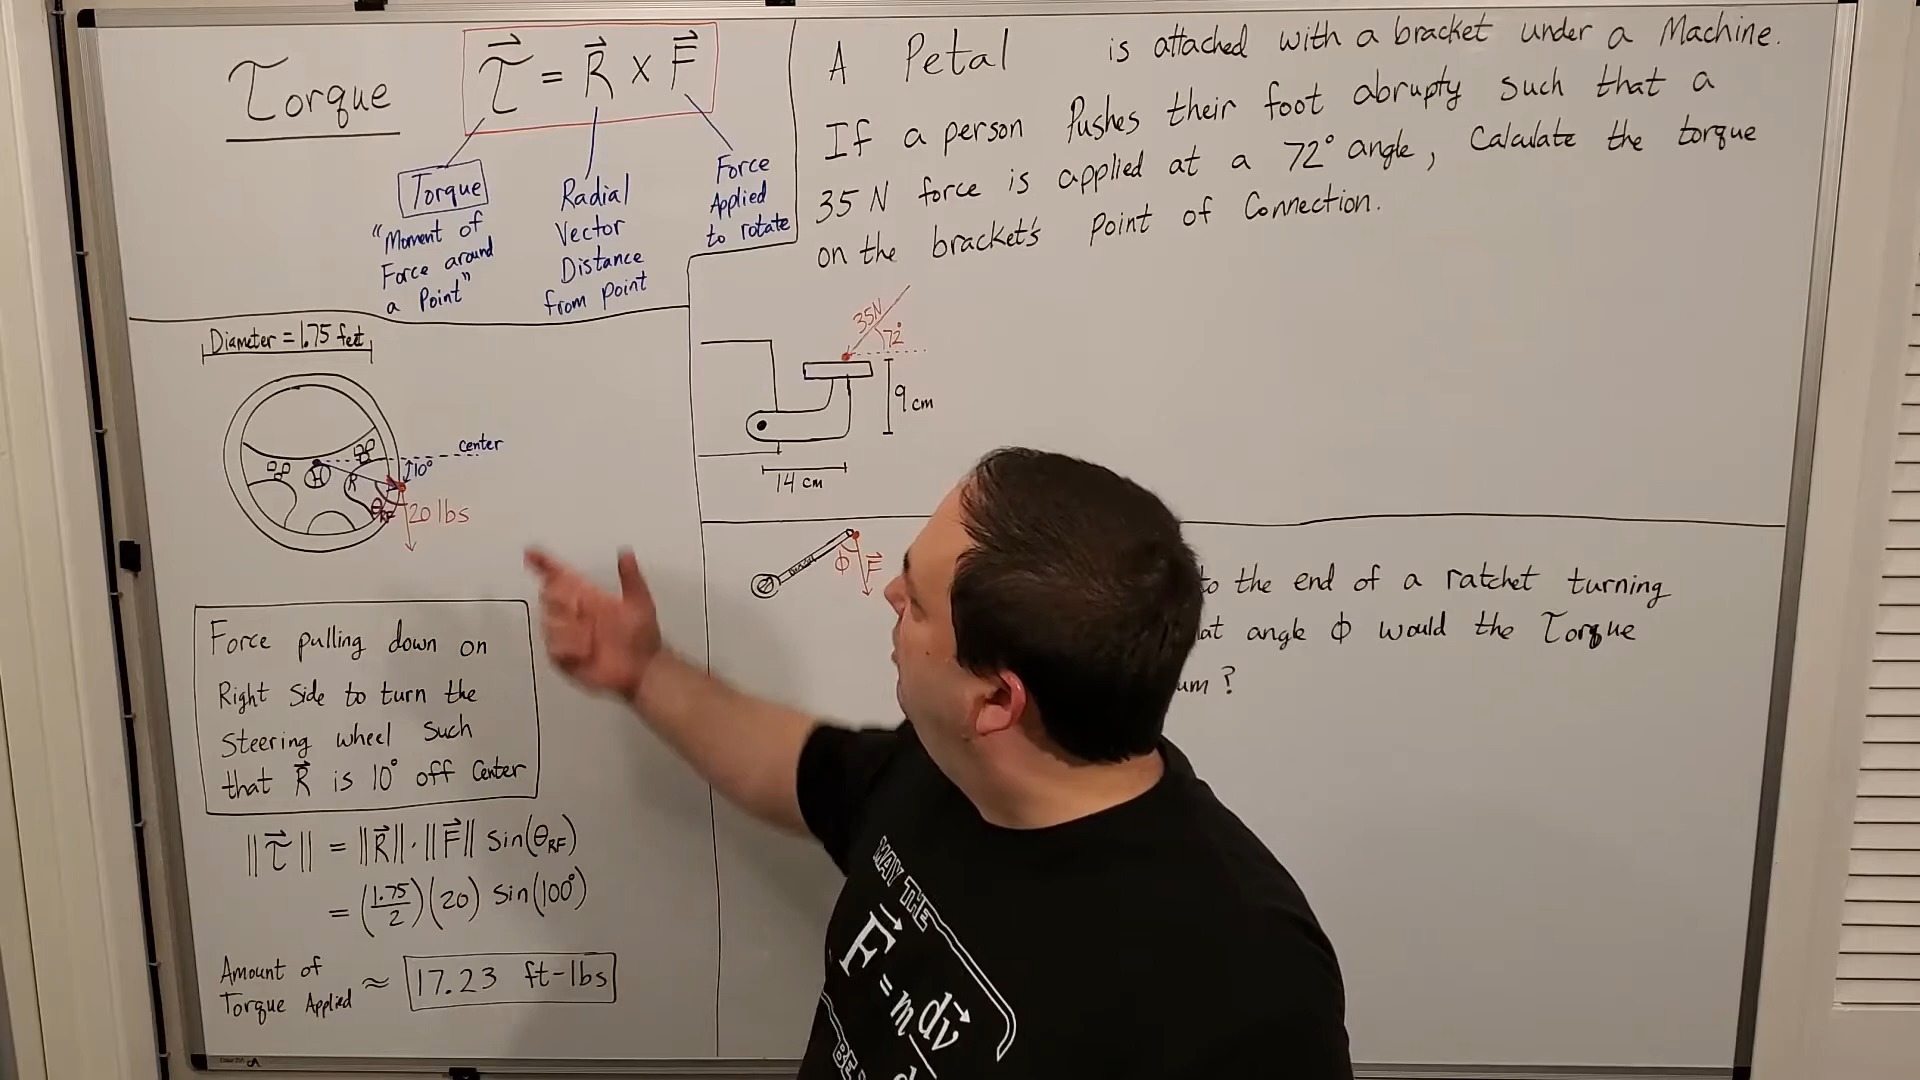 Torque
τ = R x F
Torque
"Moment of
Force around
a Point"
Radial
Vector
Distance
from point
Force
Applied
to rotate
A Petal is attached with a bracket under a Machine.
If a person Pushes their foot abrupty such that a
35 N force is applied at a 72° angle, Calculate the torque
on the bracket's Point of Connection.
Diameter = 1.75 feet
center
10°
H
R
θRF
20 lbs
35N
72°
9 cm
14 cm
Φ
F
to the end of a ratchet turning
at angle Φ would the Torque
um ?
Force pulling down on
Right Side to turn the
Steering wheel Such
that R is 10° off Center
||τ|| = ||R|| · ||F|| Sin(θRF)
= (1.75/2)(20) Sin(100°)
Amount of
Torque Applied ≈ 17.23 ft-lbs
MAY THE
F = m dv
BE